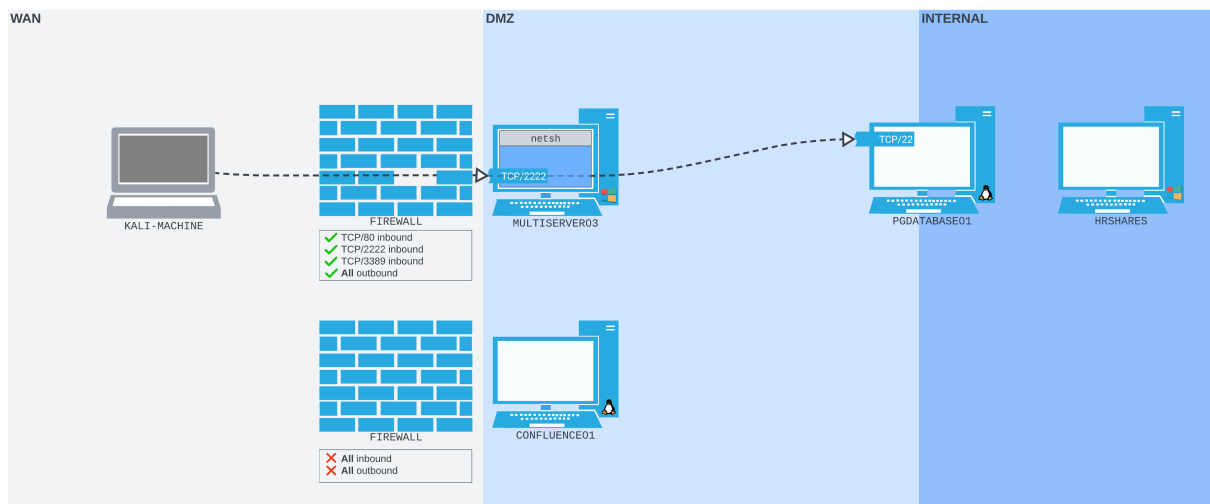 WAN
DMZ
INTERNAL
netsh
TCP/2222
TCP/22
KALI-MACHINE
FIREWALL
MULTISERVER03
PGDATABASE01
HRSHARES
TCP/80 inbound
TCP/2222 inbound
TCP/3389 inbound
All outbound
FIREWALL
CONFLUENCE01
All inbound
All outbound